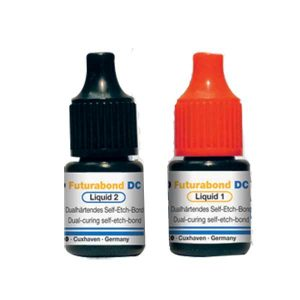 Futurabond DC
Liquid 2
Dualhärtendes Self-Etch-Bond
Dual-curing self-etch-bond
Cuxhaven - Germany
Futurabond DC
Liquid 1
Dualhärtendes Self-Etch-Bond
Dual-curing self-etch-bond
Cuxhaven - Germany